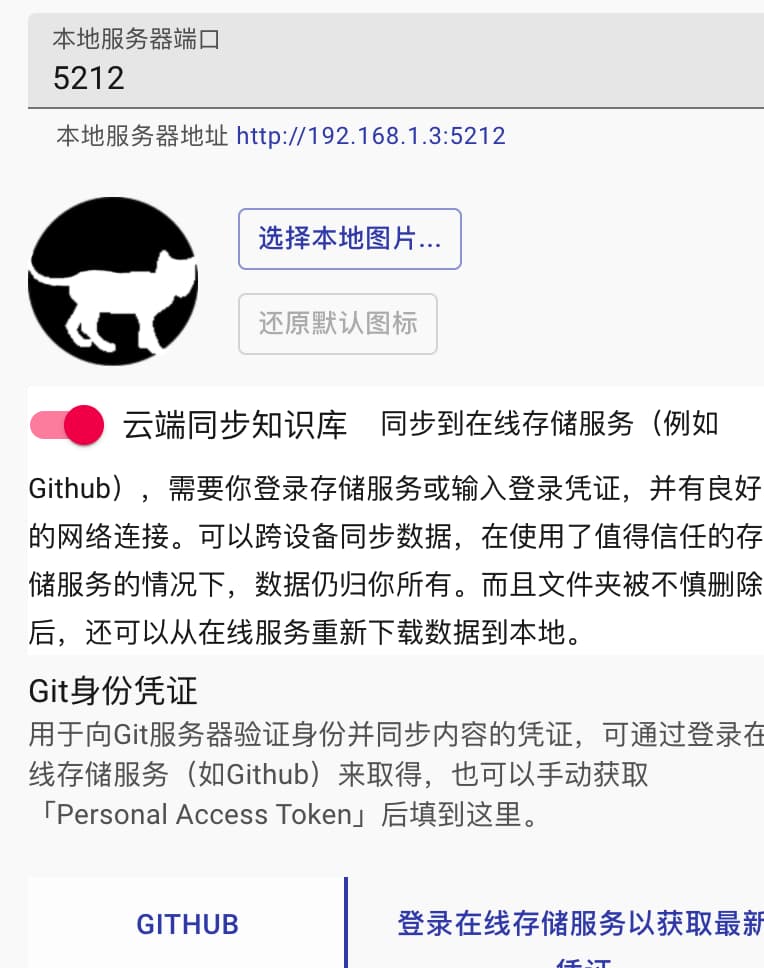 本地服务器端口
5212
本地服务器地址 http://192.168.1.3:5212
选择本地图片...
还原默认图标
云端同步知识库 同步到在线存储服务（例如
Github），需要你登录存储服务或输入登录凭证，并有良好
的网络连接。可以跨设备同步数据，在使用了值得信任的存
储服务的情况下，数据仍归你所有。而且文件夹被不慎删除
后，还可以从在线服务重新下载数据到本地。
Git身份凭证
用于向Git服务器验证身份并同步内容的凭证，可通过登录在
线存储服务（如Github）来取得，也可以手动获取
「Personal Access Token」后填到这里。
GITHUB
登录在线存储服务以获取最新
凭证